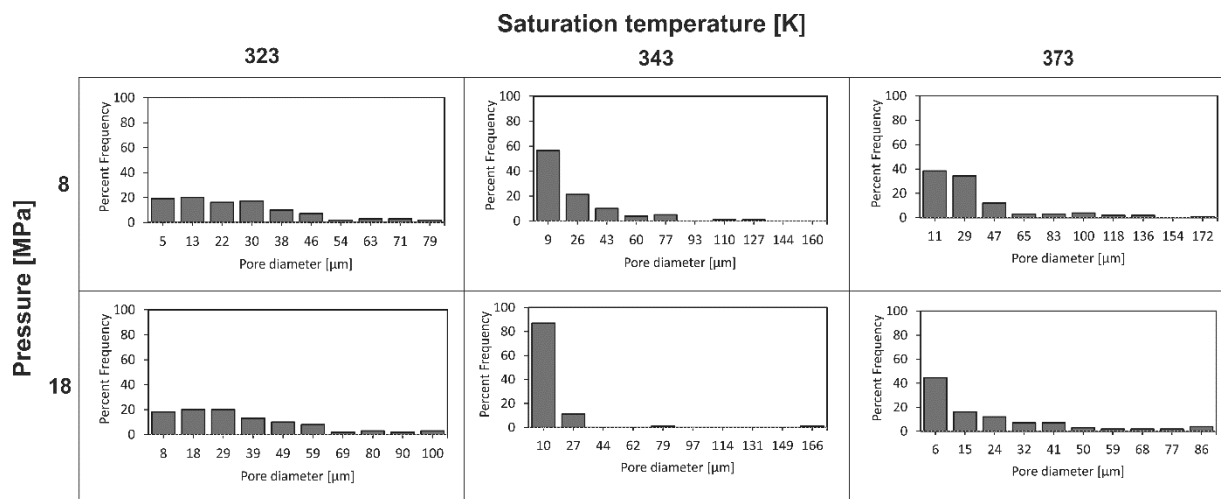 Saturation temperature [K]
323 343 373
Pressure [MPa]
8
Percent Frequency
100
80
60
40
20
0
5 13 22 30 38 46 54 63 71 79
Pore diameter [µm]
Percent Frequency
100
80
60
40
20
0
9 26 43 60 77 93 110 127 144 160
Pore diameter [µm]
Percent Frequency
100
80
60
40
20
0
11 29 47 65 83 100 118 136 154 172
Pore diameter [µm]
18
Percent Frequency
100
80
60
40
20
0
8 18 29 39 49 59 69 80 90 100
Pore diameter [µm]
Percent Frequency
100
80
60
40
20
0
10 27 44 62 79 97 114 131 149 166
Pore diameter [µm]
Percent Frequency
100
80
60
40
20
0
6 15 24 32 41 50 59 68 77 86
Pore diameter [µm]